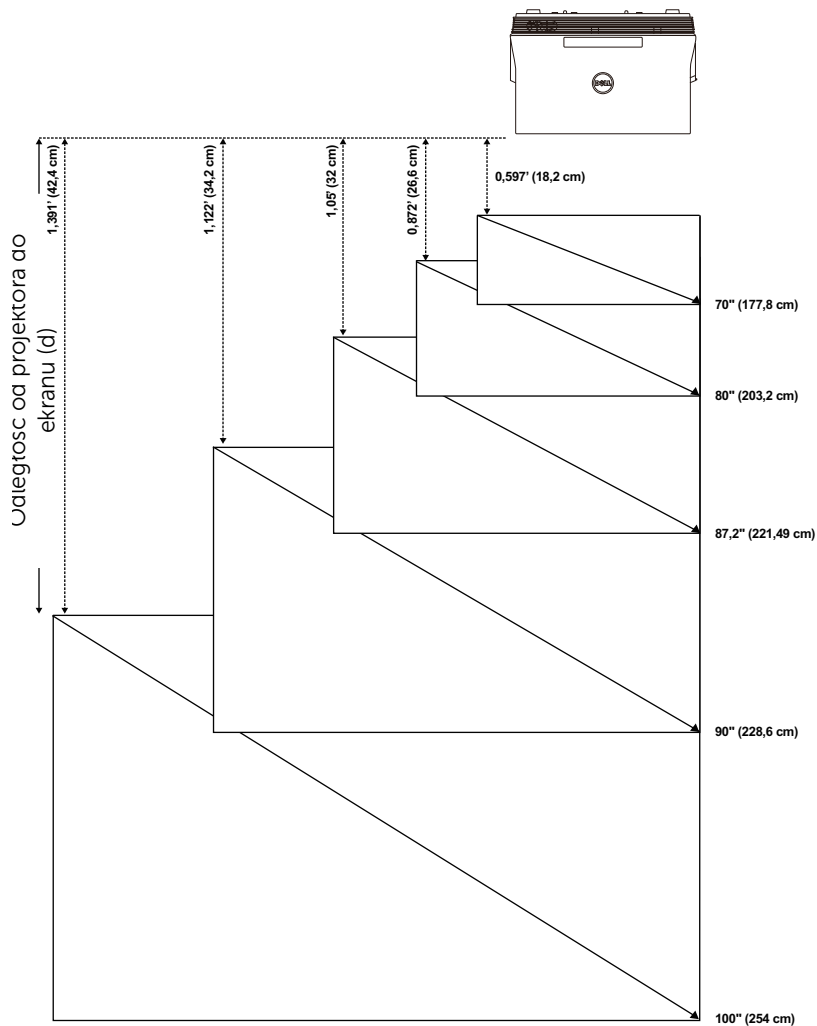 DELL
0,597' (18,2 cm)
0,872' (26,6 cm)
1,05' (32 cm)
1,122' (34,2 cm)
1,391' (42,4 cm)
Odległość od projektora do
ekranu (d)
70" (177,8 cm)
80" (203,2 cm)
87,2" (221,49 cm)
90" (228,6 cm)
100" (254 cm)